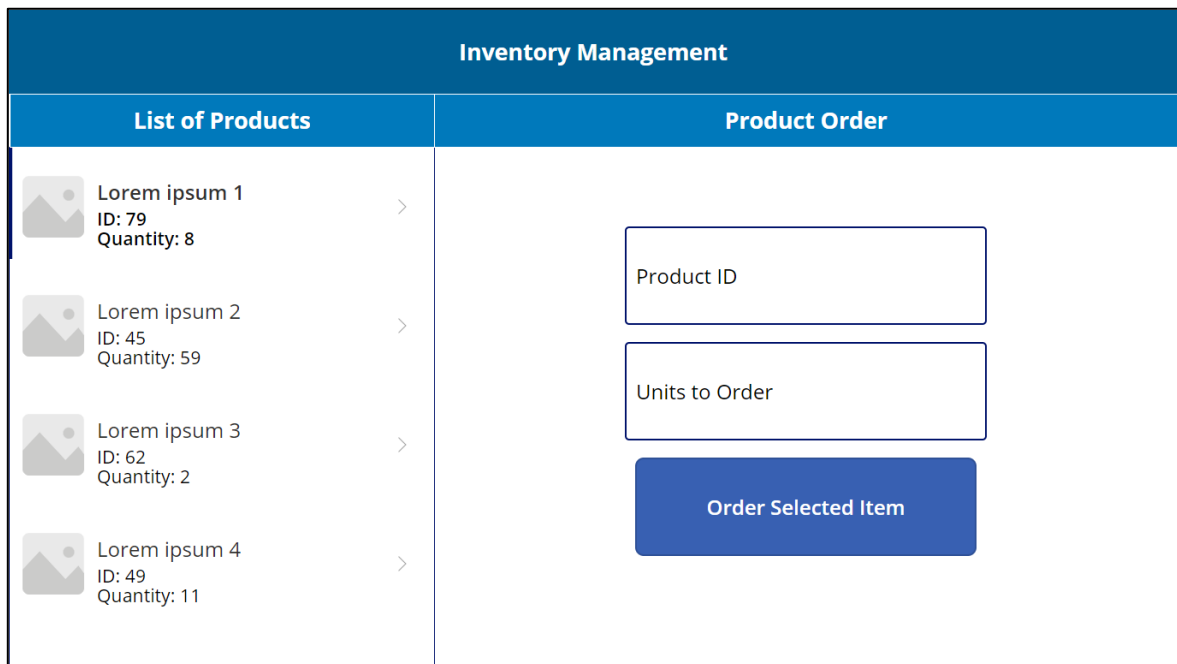 Inventory Management
List of Products
Product Order
Lorem ipsum 1
ID: 79
Quantity: 8
Lorem ipsum 2
ID: 45
Quantity: 59
Lorem ipsum 3
ID: 62
Quantity: 2
Lorem ipsum 4
ID: 49
Quantity: 11
Product ID
Units to Order
Order Selected Item